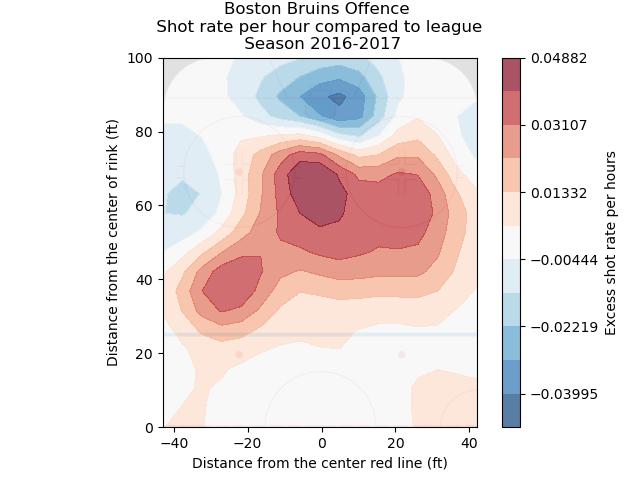 Boston Bruins Offence
Shot rate per hour compared to league
Season 2016-2017
100
80
60
40
20
0
Distance from the center of rink (ft)
−40
−20
0
20
40
Distance from the center red line (ft)
0.04882
0.03107
0.01332
−0.00444
−0.02219
−0.03995
Excess shot rate per hours